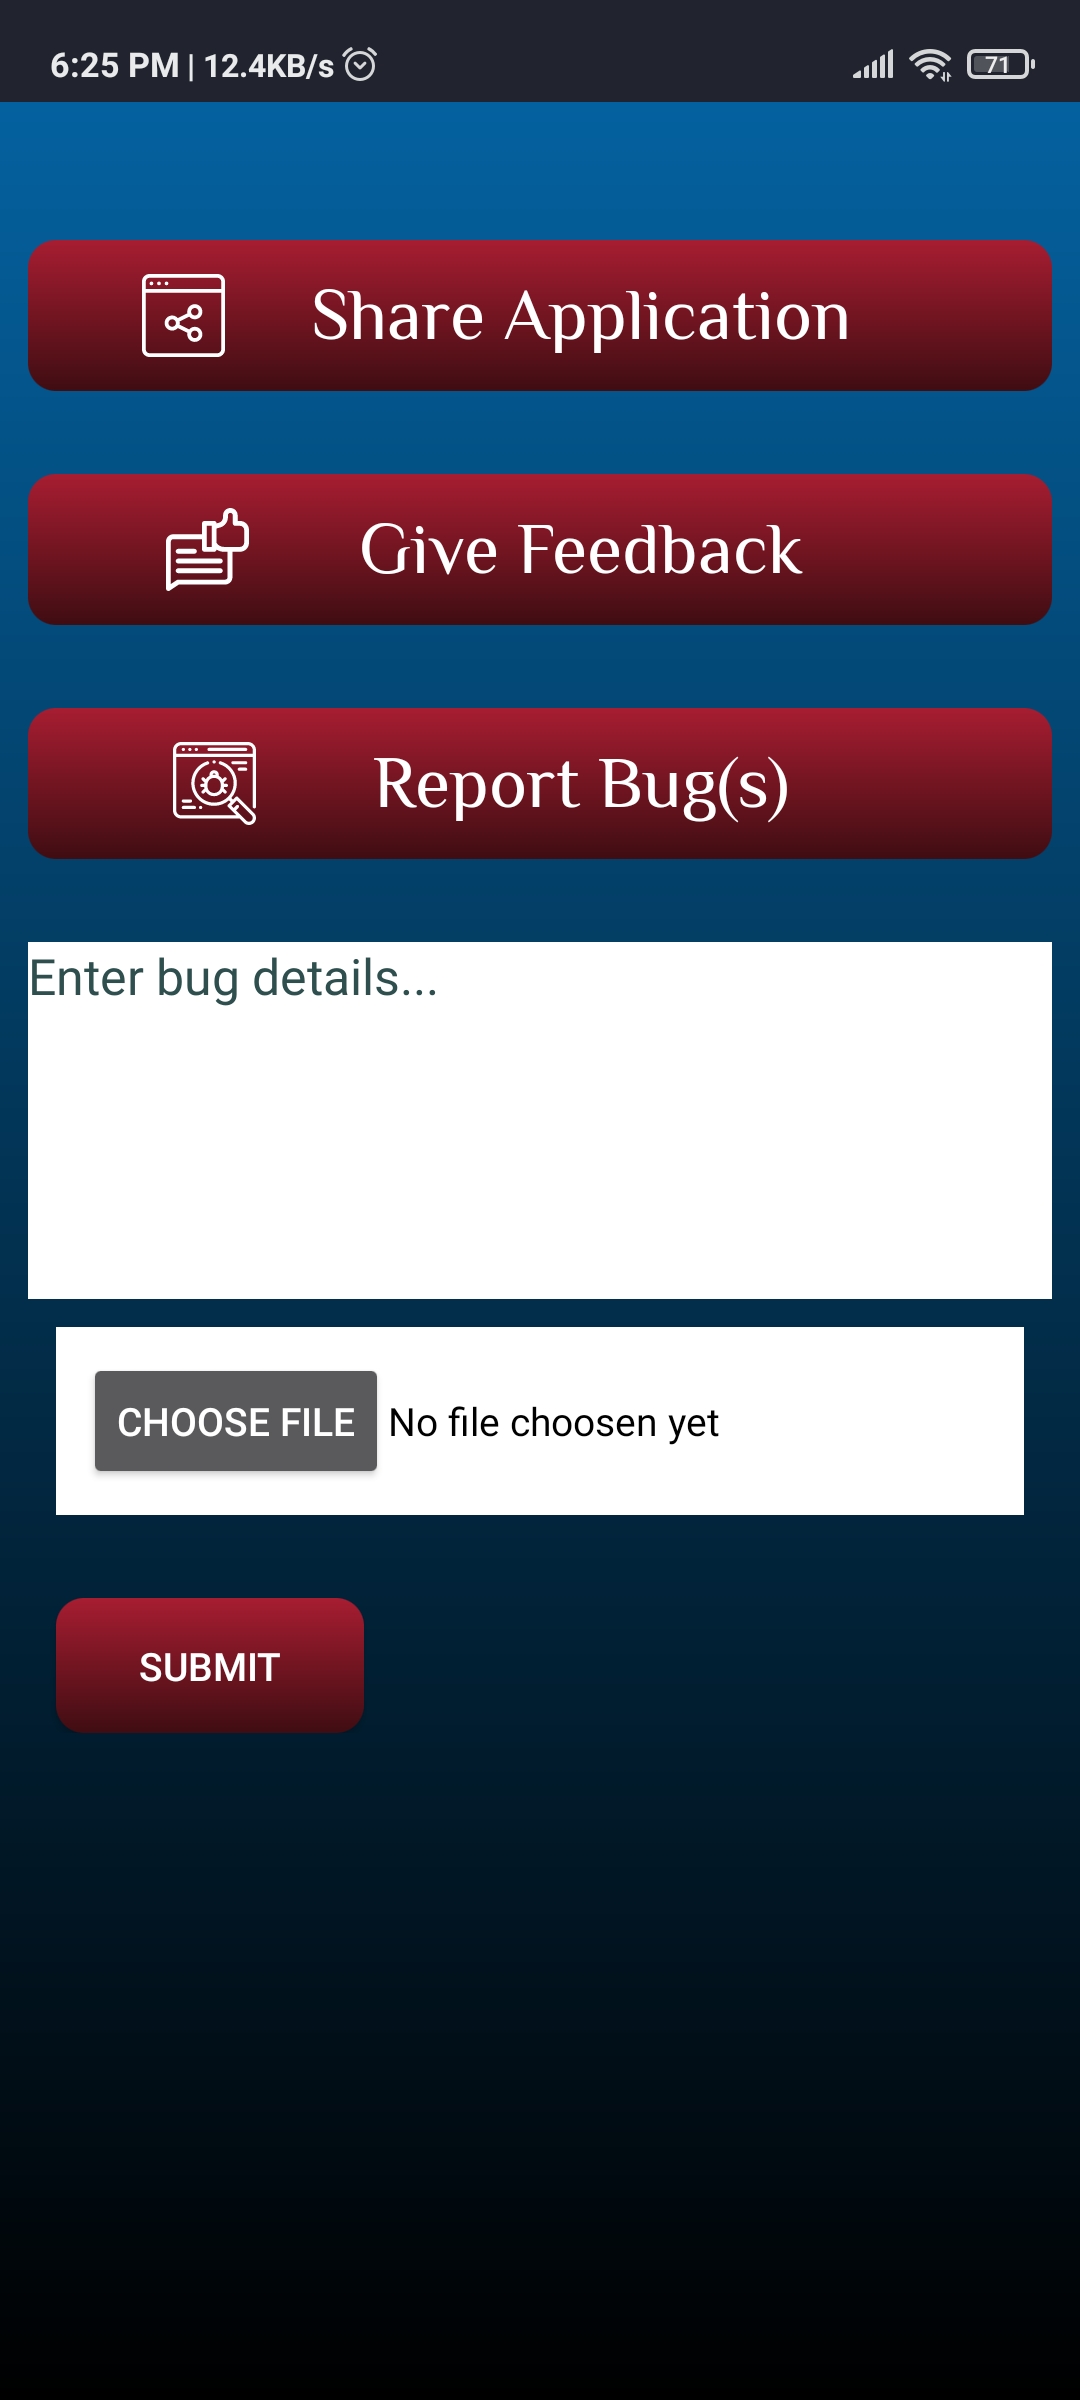 6:25 PM | 12.4KB/s 71
Share Application
Give Feedback
Report Bug(s)
Enter bug details...
CHOOSE FILE No file choosen yet
SUBMIT